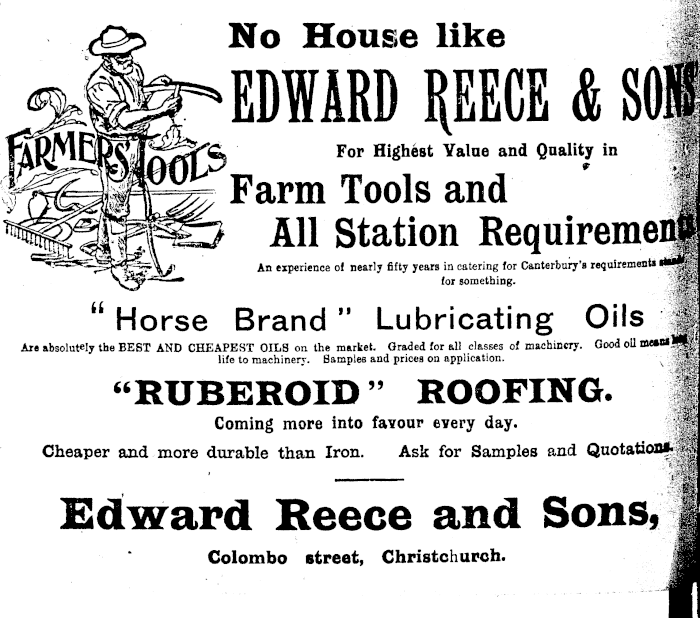 No House like
EDWARD REECE & SONS
For Highest Value and Quality in
FARMERS' TOOLS
Farm Tools and
All Station Requirements
An experience of nearly fifty years in catering for Canterbury's requirements stands
for something.
"Horse Brand" Lubricating Oils
Are absolutely the BEST AND CHEAPEST OILS on the market. Graded for all classes of machinery. Good oil means long
life to machinery. Samples and prices on application.
"RUBEROID" ROOFING.
Coming more into favour every day.
Cheaper and more durable than Iron. Ask for Samples and Quotations.
Edward Reece and Sons,
Colombo street, Christchurch.